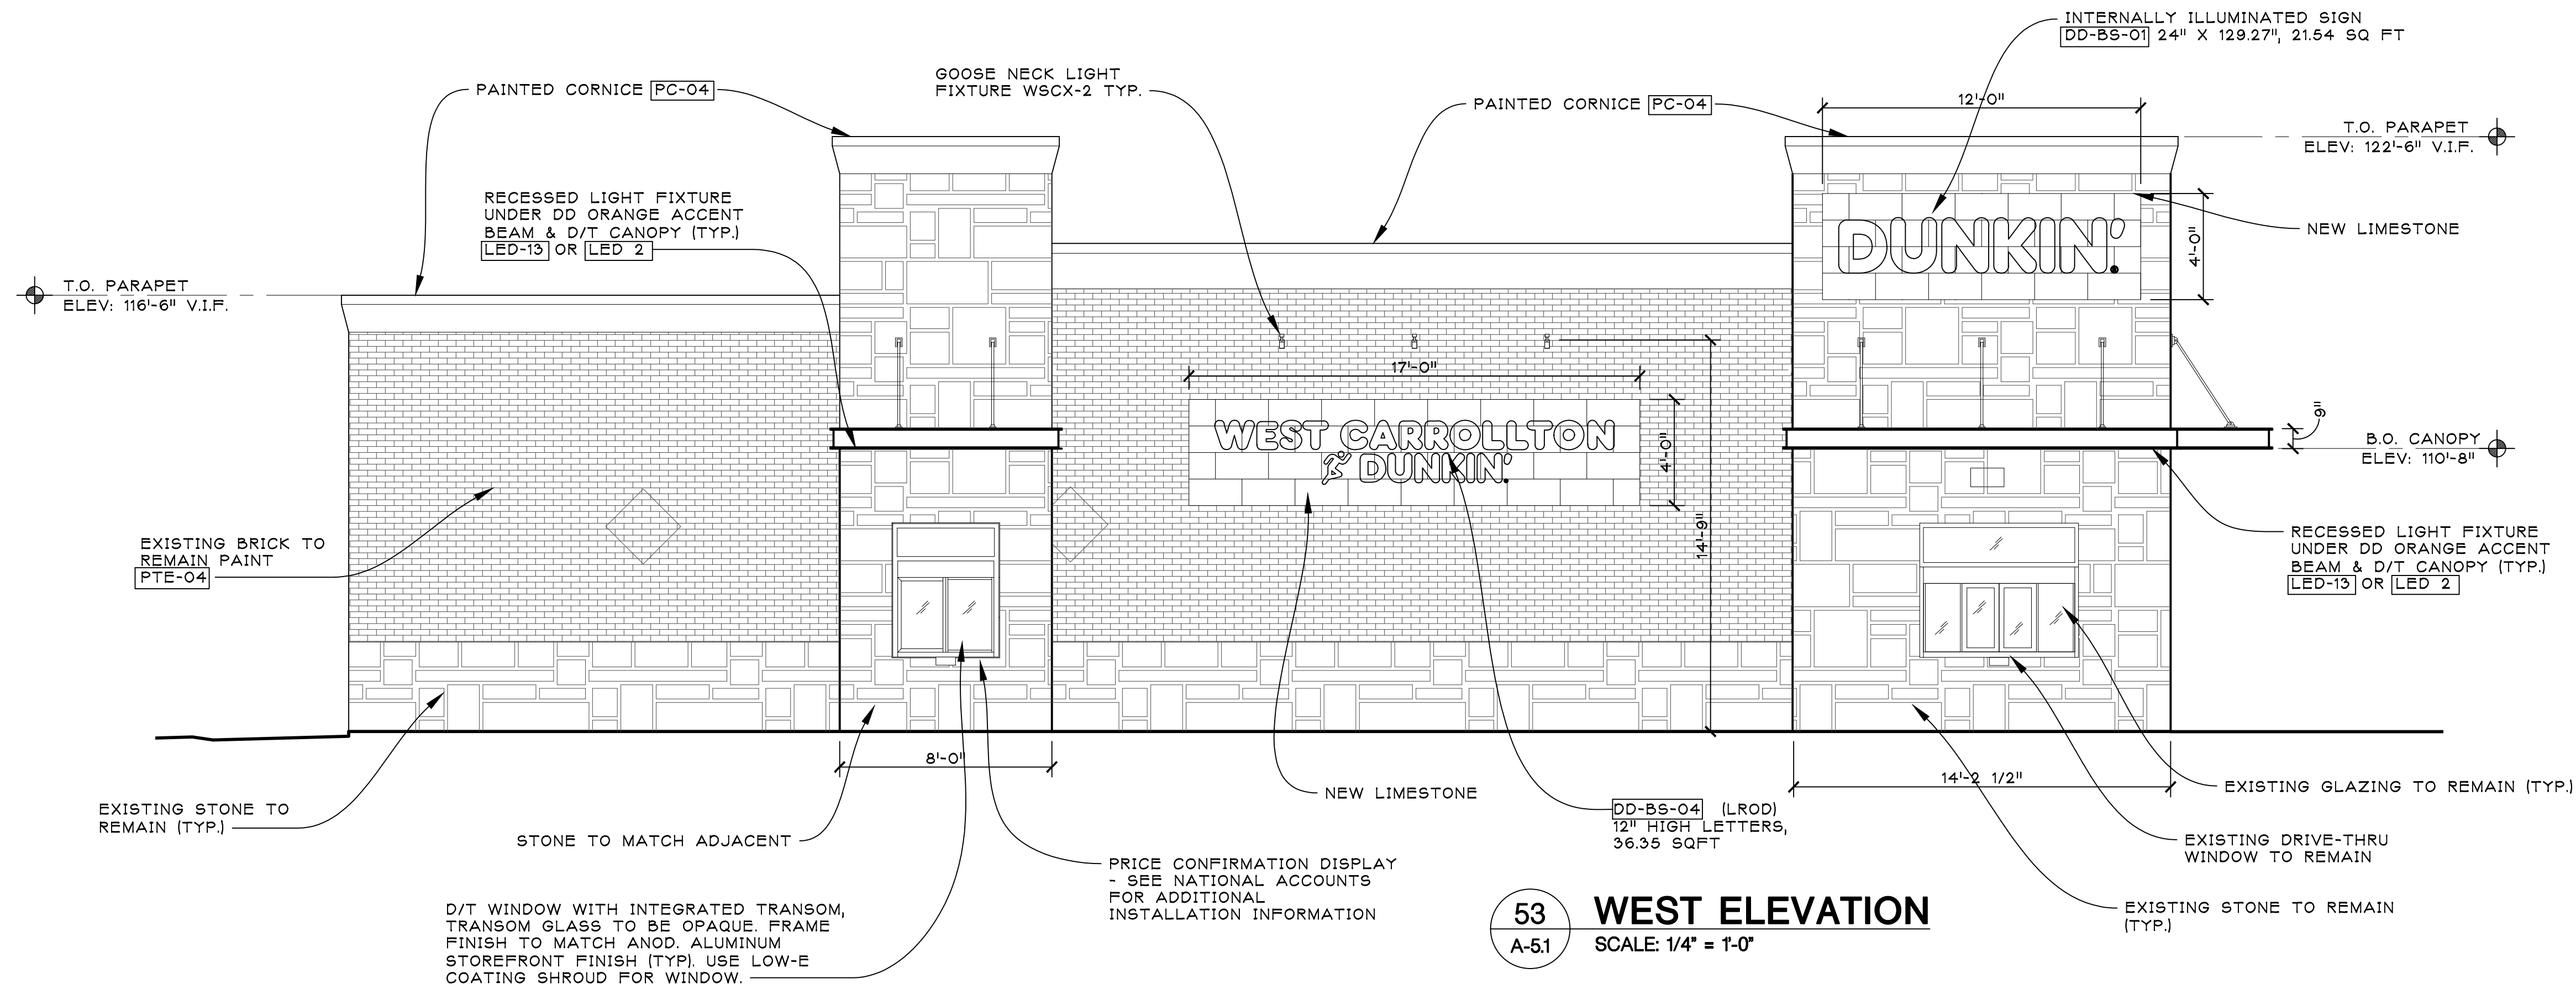 INTERNALLY ILLUMINATED SIGN
DD-BS-01 24" X 129.27", 21.54 SQ FT
GOOSE NECK LIGHT
FIXTURE WSCX-2 TYP.
PAINTED CORNICE PC-04
PAINTED CORNICE PC-04
12'-0"
T.O. PARAPET
ELEV: 122'-6" V.I.F.
RECESSED LIGHT FIXTURE
UNDER DD ORANGE ACCENT
BEAM & D/T CANOPY (TYP.)
LED-13 OR LED 2
NEW LIMESTONE
4'-0"
DUNKIN'
T.O. PARAPET
ELEV: 116'-6" V.I.F.
17'-0"
WEST CARROLLTON
DUNKIN'
4'-0"
14'-9"
9"
B.O. CANOPY
ELEV: 110'-8"
EXISTING BRICK TO
REMAIN PAINT
PTE-04
RECESSED LIGHT FIXTURE
UNDER DD ORANGE ACCENT
BEAM & D/T CANOPY (TYP.)
LED-13 OR LED 2
8'-0"
14'-2 1/2"
EXISTING GLAZING TO REMAIN (TYP.)
NEW LIMESTONE
EXISTING STONE TO
REMAIN (TYP.)
DD-BS-04 (LROD)
12" HIGH LETTERS,
36.35 SQFT
STONE TO MATCH ADJACENT
EXISTING DRIVE-THRU
WINDOW TO REMAIN
PRICE CONFIRMATION DISPLAY
- SEE NATIONAL ACCOUNTS
FOR ADDITIONAL
INSTALLATION INFORMATION
D/T WINDOW WITH INTEGRATED TRANSOM,
TRANSOM GLASS TO BE OPAQUE. FRAME
FINISH TO MATCH ANOD. ALUMINUM
STOREFRONT FINISH (TYP). USE LOW-E
COATING SHROUD FOR WINDOW.
EXISTING STONE TO REMAIN
(TYP.)
53
A-5.1
WEST ELEVATION
SCALE: 1/4" = 1'-0"